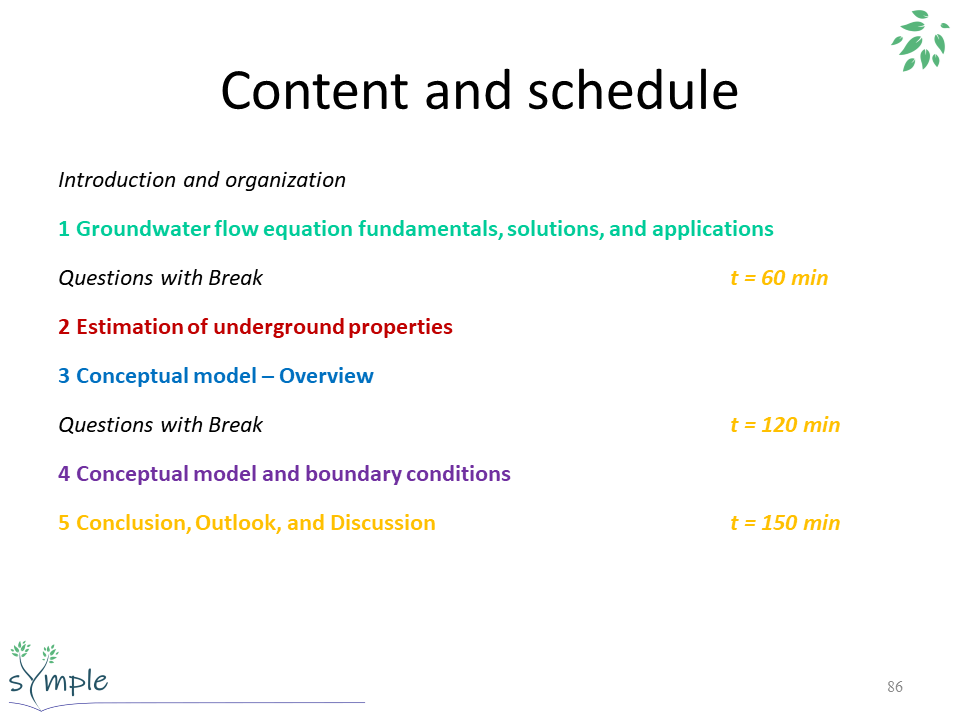 Content and schedule
Introduction and organization
1 Groundwater flow equation fundamentals, solutions, and applications
Questions with Break t = 60 min
2 Estimation of underground properties
3 Conceptual model – Overview
Questions with Break t = 120 min
4 Conceptual model and boundary conditions
5 Conclusion, Outlook, and Discussion t = 150 min
sYmple
86